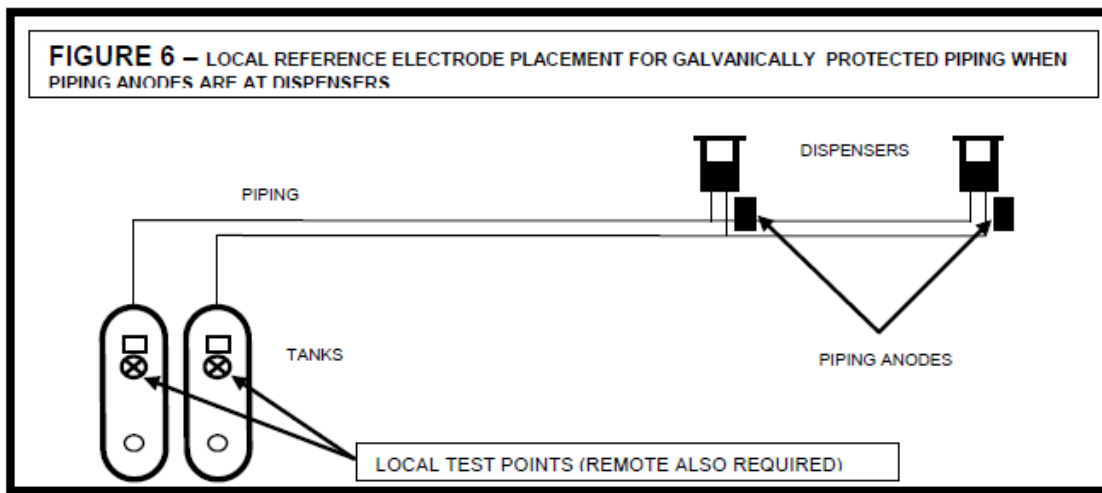 FIGURE 6 – LOCAL REFERENCE ELECTRODE PLACEMENT FOR GALVANICALLY PROTECTED PIPING WHEN
PIPING ANODES ARE AT DISPENSERS
DISPENSERS
PIPING
TANKS
PIPING ANODES
LOCAL TEST POINTS (REMOTE ALSO REQUIRED)